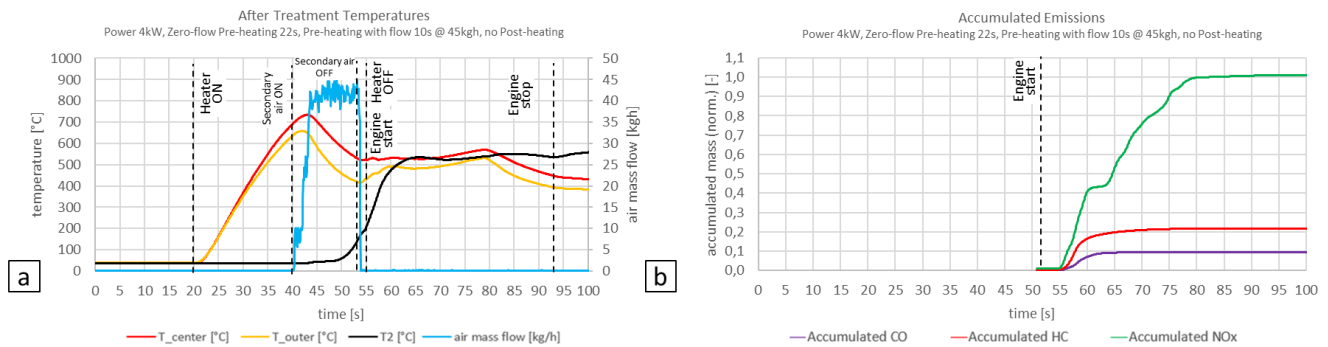 After Treatment Temperatures
Power 4kW, Zero-flow Pre-heating 22s, Pre-heating with flow 10s @ 45kgh, no Post-heating
1000
900
800
700
600
500
400
300
200
100
0
temperature [°C]
Heater ON
Secondary air ON
Secondary air OFF
Heater OFF
Engine start
Engine stop
50
45
40
35
30
25
20
15
10
5
0
air mass flow [kgh]
0 5 10 15 20 25 30 35 40 45 50 55 60 65 70 75 80 85 90 95 100
time [s]
T_center [°C] T_outer [°C] T2 [°C] air mass flow [kg/h]
a
Accumulated Emissions
Power 4kW, Zero-flow Pre-heating 22s, Pre-heating with flow 10s @ 45kgh, no Post-heating
1,1
1,0
0,9
0,8
0,7
0,6
0,5
0,4
0,3
0,2
0,1
0,0
accumulated mass (norm.) [-]
Engine start
0 5 10 15 20 25 30 35 40 45 50 55 60 65 70 75 80 85 90 95 100
time [s]
Accumulated CO Accumulated HC Accumulated NOx
b